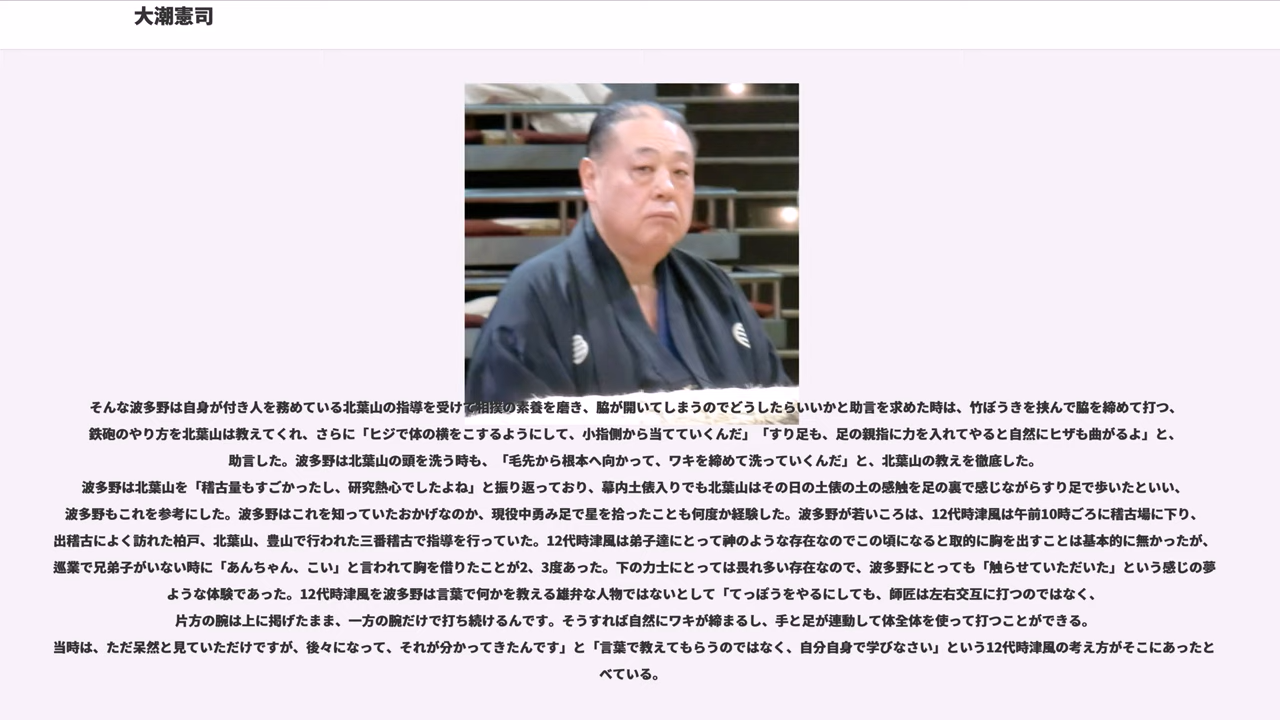 大潮憲司
そんな波多野は自身が付き人を務めている北葉山の指導を受けて相撲の素養を磨き、脇が開いてしまうのでどうしたらいいかと助言を求めた時は、竹ぼうきを挟んで脇を締めて打つ、
鉄砲のやり方を北葉山は教えてくれ、さらに「ヒジで体の横をこするようにして、小指側から当てていくんだ」「すり足も、足の親指に力を入れてやると自然にヒザも曲がるよ」と、
助言した。波多野は北葉山の頭を洗う時も、「毛先から根本へ向かって、ワキを締めて洗っていくんだ」と、北葉山の教えを徹底した。
波多野は北葉山を「稽古量もすごかったし、研究熱心でしたよね」と振り返っており、幕内土俵入りでも北葉山はその日の土俵の土の感触を足の裏で感じながらすり足で歩いたといい、
波多野もこれを参考にした。波多野はこれを知っていたおかげなのか、現役中勇み足で星を拾ったことも何度か経験した。波多野が若いころは、12代時津風は午前10時ごろに稽古場に下り、
出稽古によく訪れた柏戸、北葉山、豊山で行われた三番稽古で指導を行っていた。12代時津風は弟子達にとって神のような存在なのでこの頃になると取的に胸を出すことは基本的に無かったが、
巡業で兄弟子がいない時に「あんちゃん、こい」と言われて胸を借りたことが2、3度あった。下の力士にとっては畏れ多い存在なので、波多野にとっても「触らせていただいた」という感じの夢
ような体験であった。12代時津風を波多野は言葉で何かを教える雄弁な人物ではないとして「てっぽうをやるにしても、師匠は左右交互に打つのではなく、
片方の腕は上に掲げたまま、一方の腕だけで打ち続けるんです。そうすれば自然にワキが締まるし、手と足が連動して体全体を使って打つことができる。
当時は、ただ呆然と見ていただけですが、後々になって、それが分かってきたんです」と「言葉で教えてもらうのではなく、自分自身で学びなさい」という12代時津風の考え方がそこにあったと
べている。